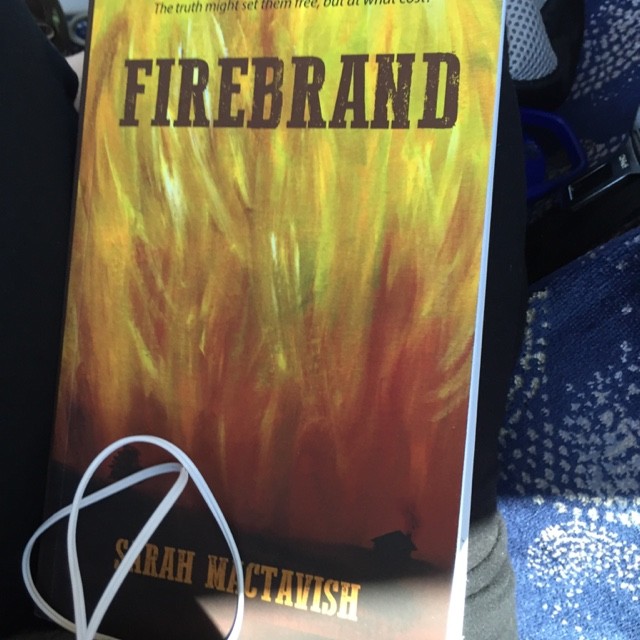 The truth might set them free, but at what cost?
FIREBRAND
SARAH MACTAVISH